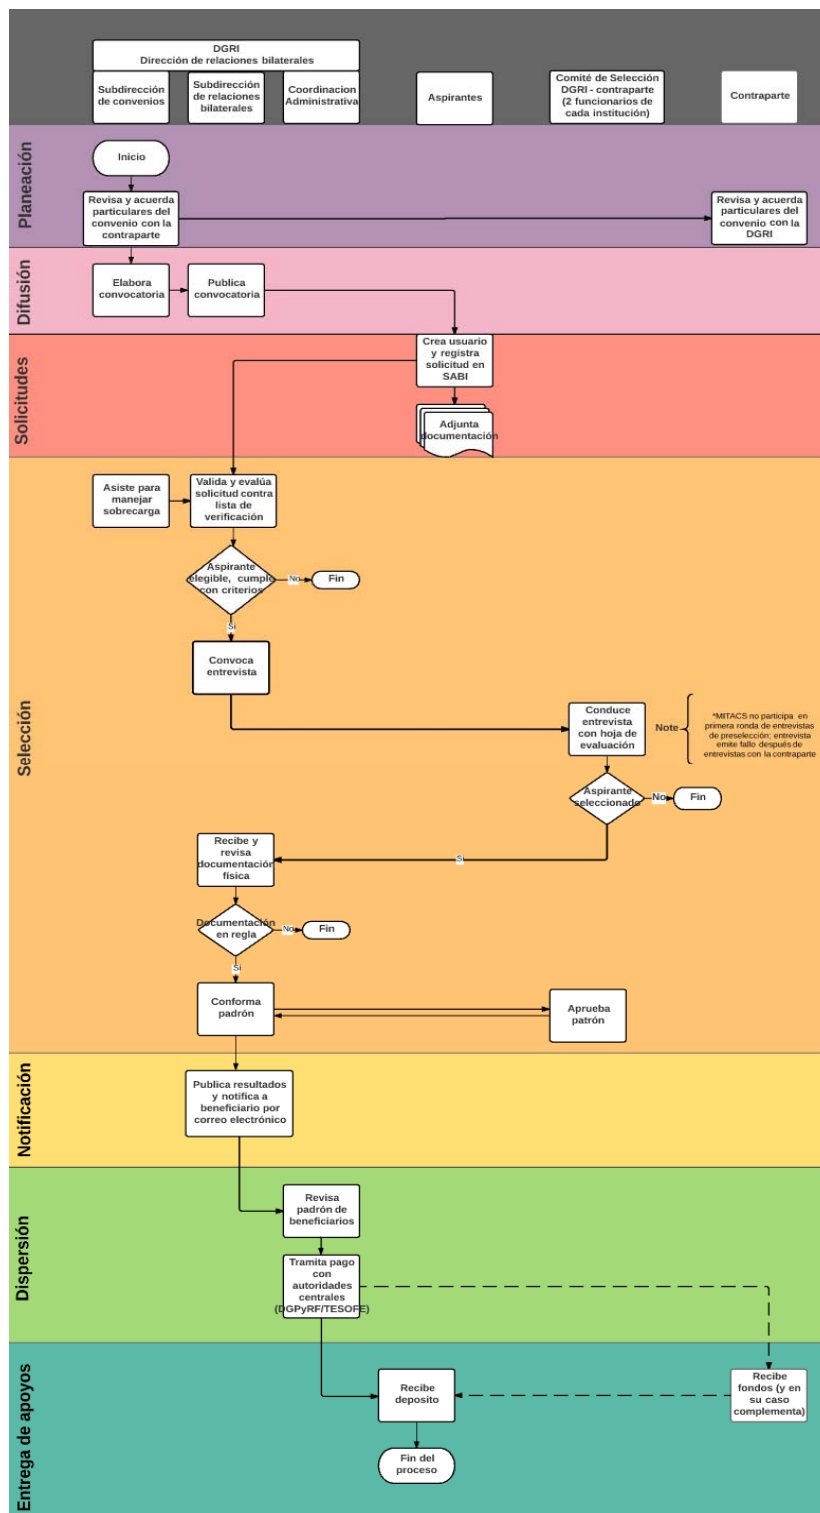 DGRI
Dirección de relaciones bilaterales
Subdirección
de convenios
Subdirección
de relaciones
bilaterales
Coordinacion
Administrativa
Aspirantes
Comité de Selección
DGRI - contraparte
(2 funcionarios de
cada institución)
Contraparte
Planeación
Inicio
Revisa y acuerda
particulares del
convenio con la
contraparte
Revisa y acuerda
particulares del
convenio con la
DGRI
Difusión
Elabora
convocatoria
Publica
convocatoria
Solicitudes
Crea usuario
y registra
solicitud en
SABI
Adjunta
documentación
Selección
Asiste para
manejar
sobrecarga
Valida y evalúa
solicitud contra
lista de
verificación
Aspirante
elegible, cumple
con criterios
No
Fin
Si
Convoca
entrevista
Conduce
entrevista
con hoja de
evaluación
Note
*MITACS no participa en
primera ronda de entrevistas
de preselección; entrevista
emite fallo después de
entrevistas con la contraparte
Aspirante
seleccionado
No
Fin
Si
Recibe y
revisa
documentación
física
Documentación
en regla
No
Fin
Si
Conforma
padrón
Aprueba
patrón
Notificación
Publica resultados
y notifica a
beneficiario por
correo electrónico
Dispersión
Revisa
padrón de
beneficiarios
Tramita pago
con
autoridades
centrales
(DGPyRF/TESOFE)
Entrega de apoyos
Recibe
deposito
Recibe
fondos (y en
su caso
complementa)
Fin del
proceso